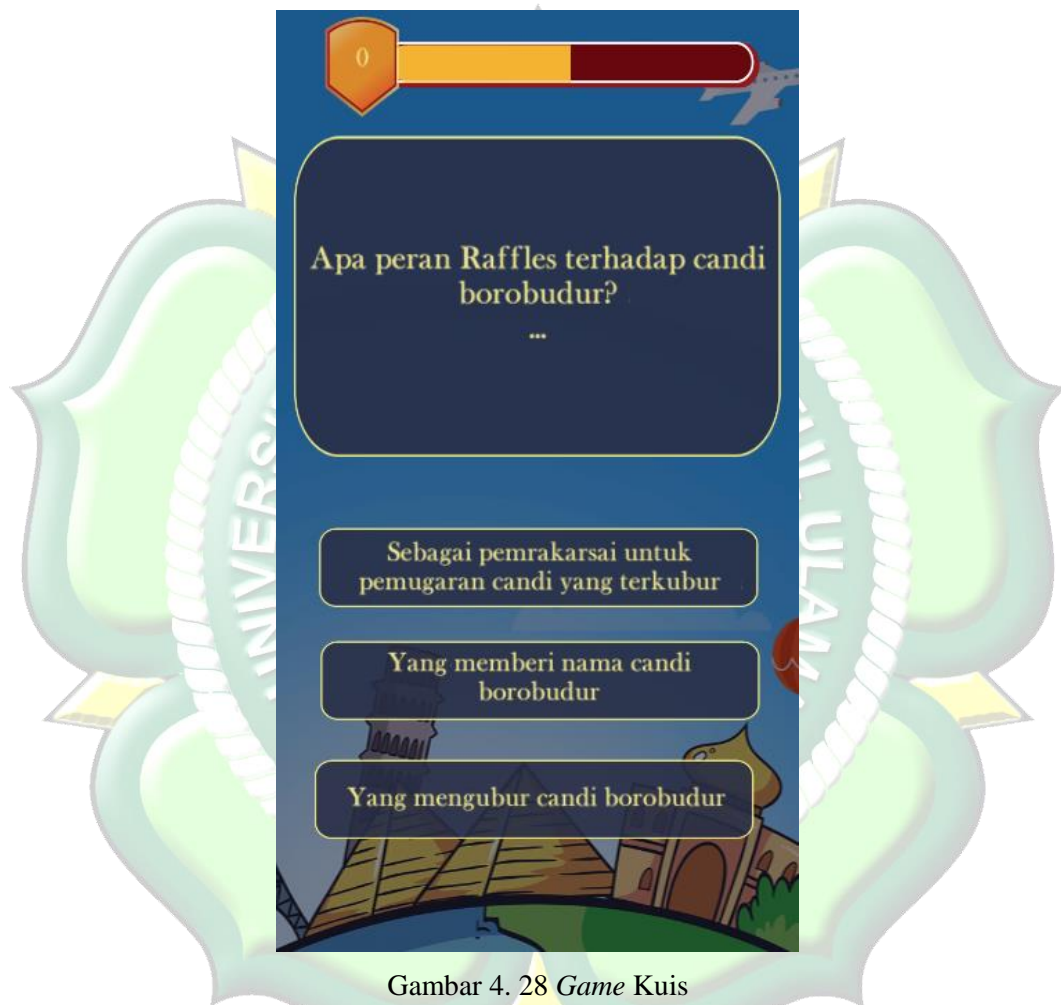 0
Apa peran Raffles terhadap candi
borobudur?
...
Sebagai pemrakarsai untuk
pemugaran candi yang terkubur
Yang memberi nama candi
borobudur
Yang mengubur candi borobudur
Gambar 4. 28 Game Kuis